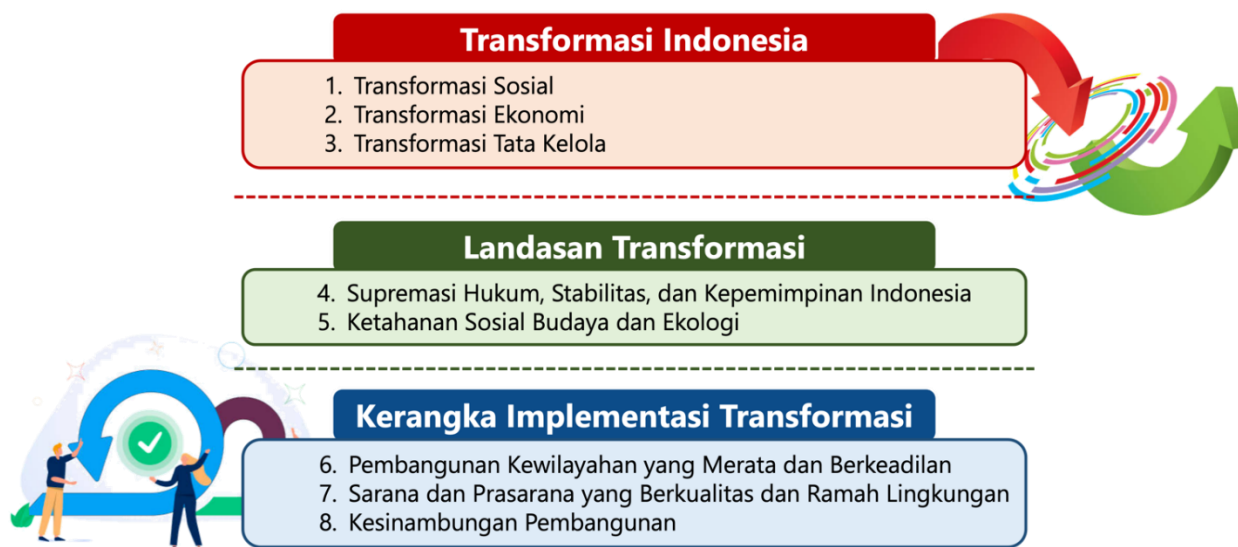 Transformasi Indonesia
1. Transformasi Sosial
2. Transformasi Ekonomi
3. Transformasi Tata Kelola
Landasan Transformasi
4. Supremasi Hukum, Stabilitas, dan Kepemimpinan Indonesia
5. Ketahanan Sosial Budaya dan Ekologi
Kerangka Implementasi Transformasi
6. Pembangunan Kewilayahan yang Merata dan Berkeadilan
7. Sarana dan Prasarana yang Berkualitas dan Ramah Lingkungan
8. Kesinambungan Pembangunan